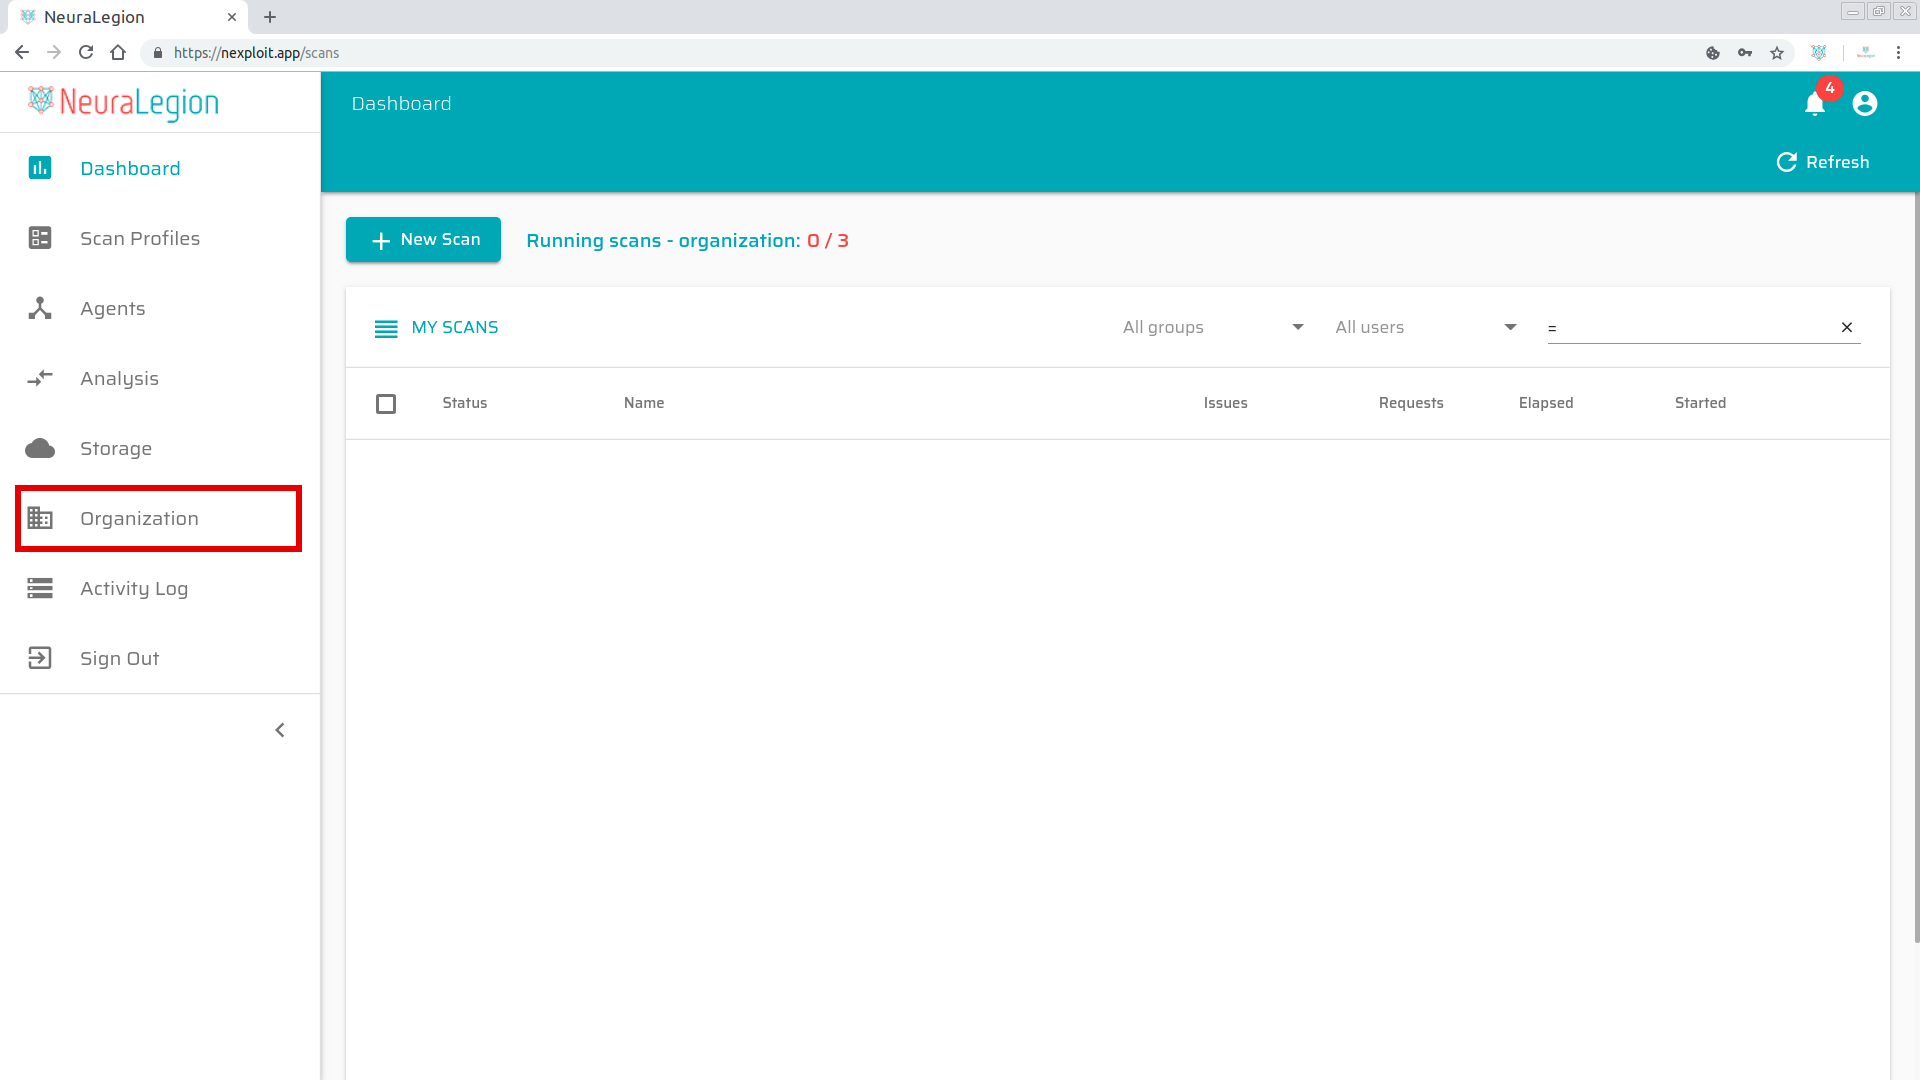 NeuraLegion
https://nexploit.app/scans
NeuraLegion
Dashboard
4
Refresh
Dashboard
Scan Profiles
Agents
Analysis
Storage
Organization
Activity Log
Sign Out
New Scan
Running scans - organization: 0 / 3
MY SCANS
All groups
All users
=
Status
Name
Issues
Requests
Elapsed
Started